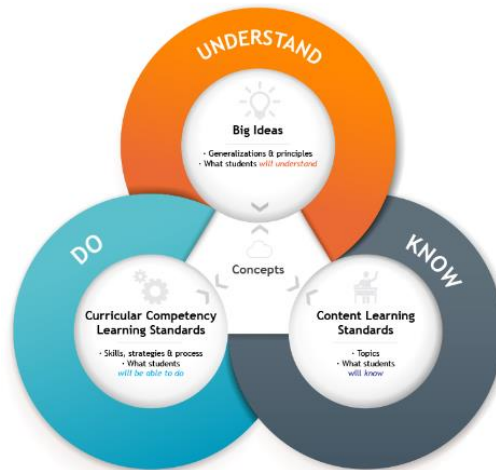 UNDERSTAND
Big Ideas
· Generalizations & principles
· What students will understand
DO
KNOW
Concepts
Curricular Competency
Learning Standards
· Skills, strategies & process
· What students
will be able to do
Content Learning
Standards
· Topics
· What students
will know